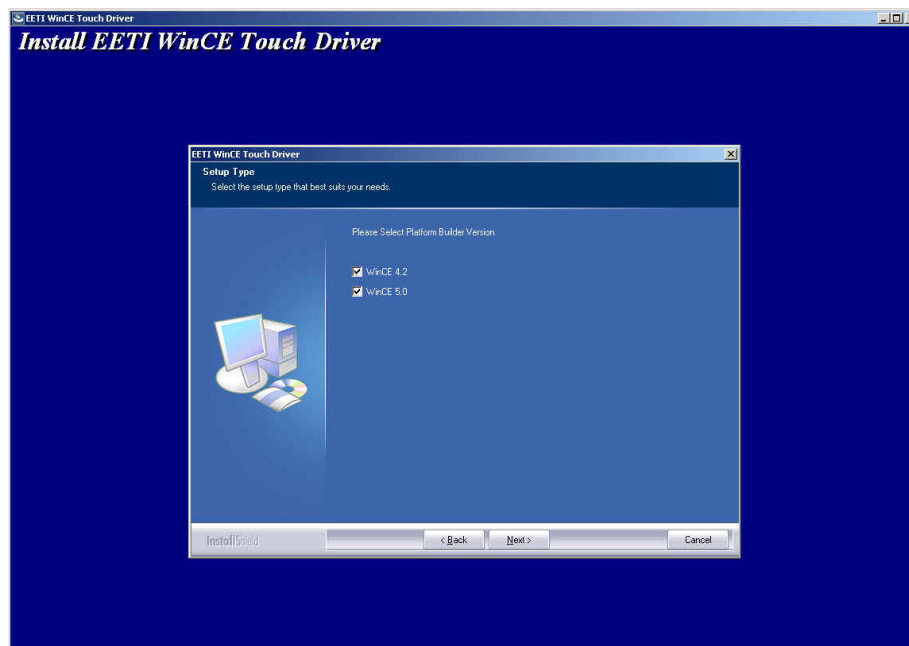 EETI WinCE Touch Driver
Install EETI WinCE Touch Driver
EETI WinCE Touch Driver
Setup Type
Select the setup type that best suits your needs.
Please Select Platform Builder Version
WinCE 4.2
WinCE 5.0
InstallShield
< Back
Next >
Cancel